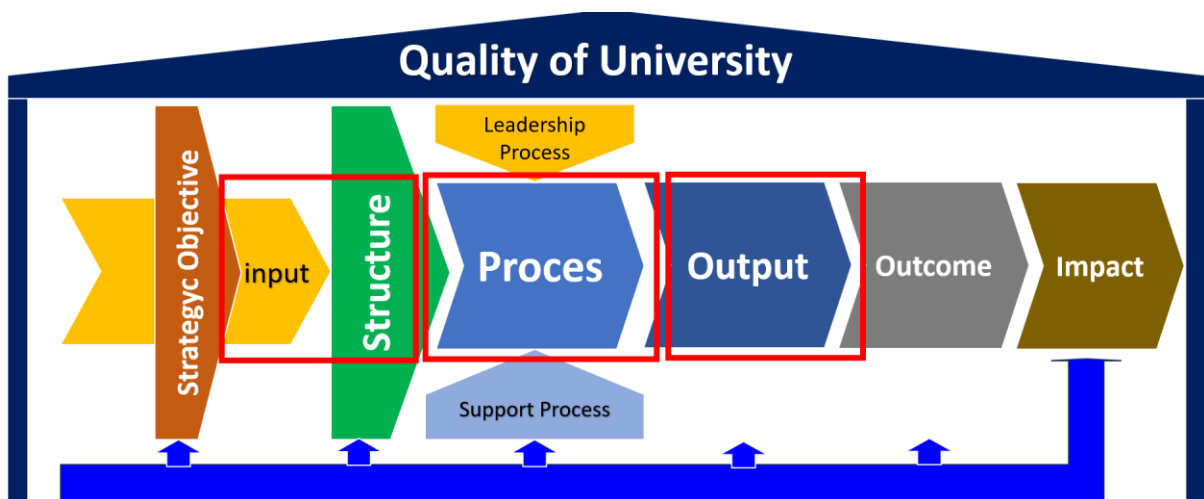 Quality of University
Strategyc Objective
input
Structure
Leadership
Process
Proces
Support Process
Output
Outcome
Impact